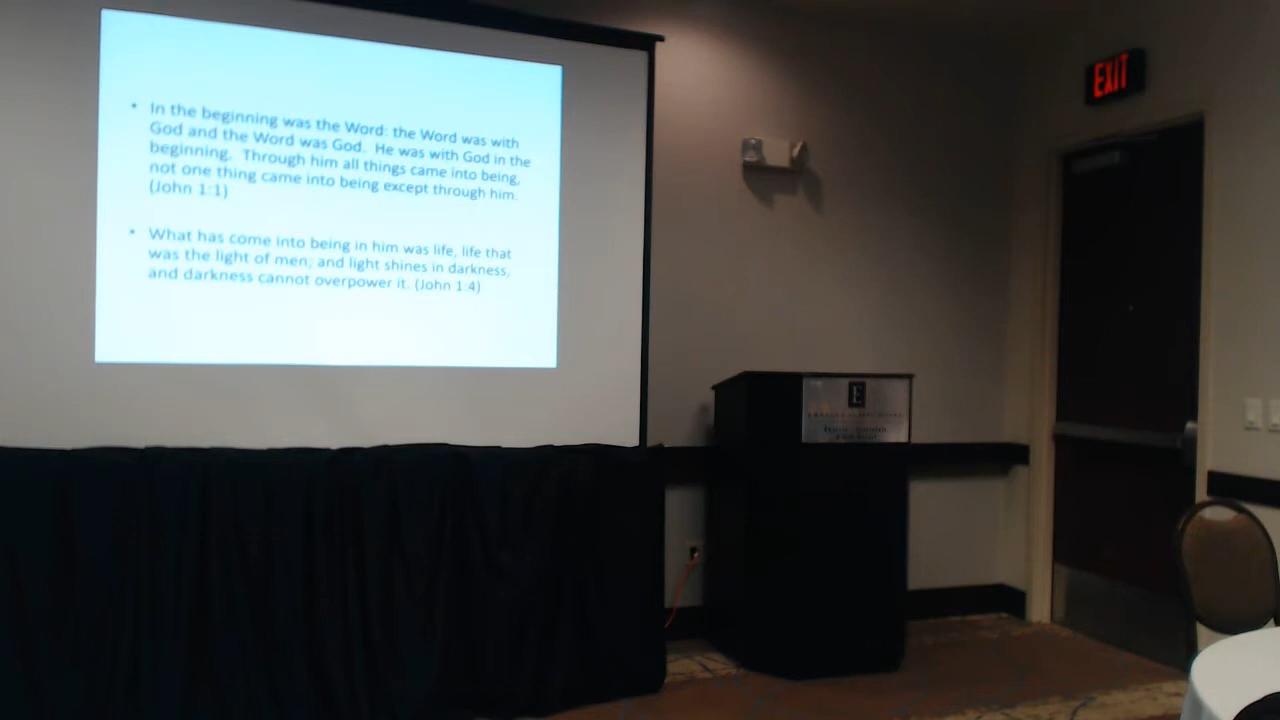 • In the beginning was the Word: the Word was with
God and the Word was God. He was with God in the
beginning. Through him all things came into being,
not one thing came into being except through him.
(John 1:1)
• What has come into being in him was life, life that
was the light of men; and light shines in darkness,
and darkness cannot overpower it. (John 1:4)
EXIT
E